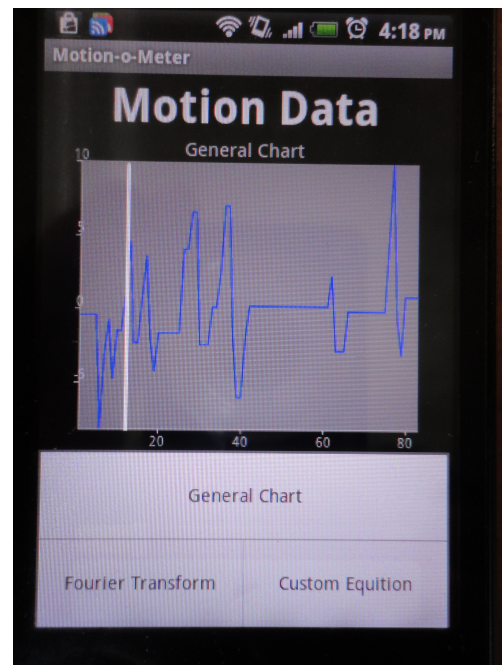 4:18 PM
Motion-o-Meter
Motion Data
General Chart
10
5
0
-5
20 40 60 80
General Chart
Fourier Transform Custom Equition